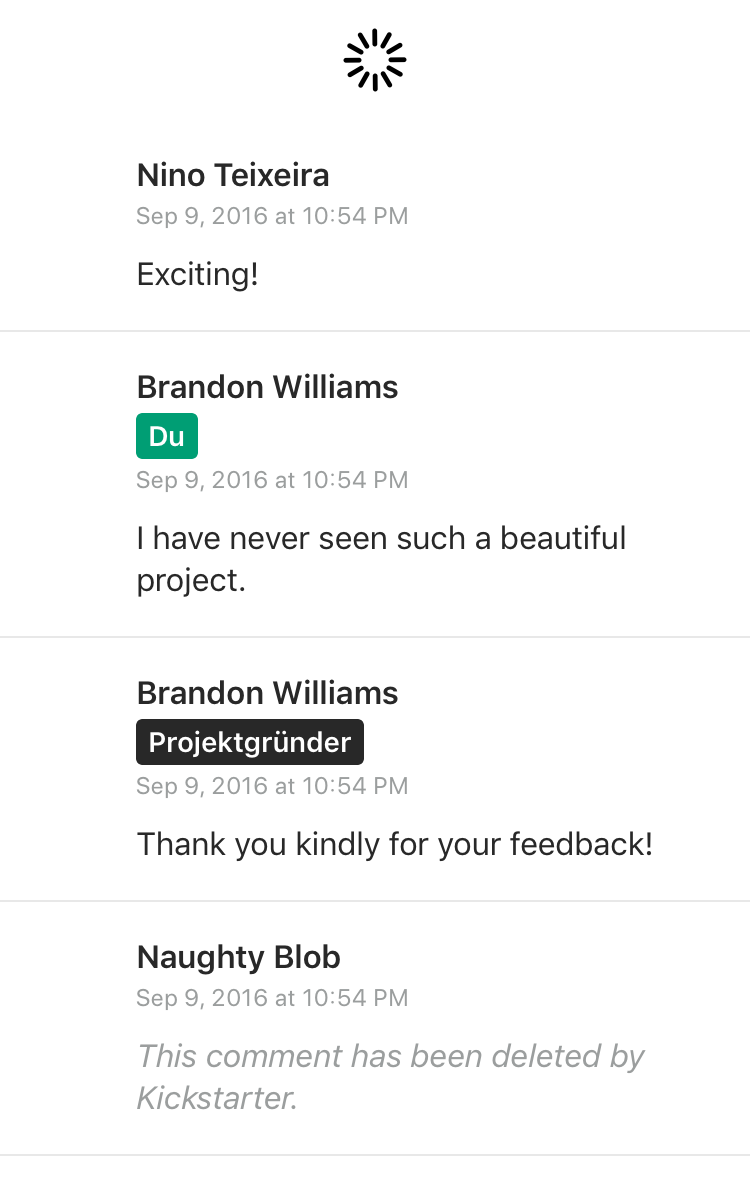 Nino Teixeira
Sep 9, 2016 at 10:54 PM
Exciting!
Brandon Williams
Du
Sep 9, 2016 at 10:54 PM
I have never seen such a beautiful
project.
Brandon Williams
Projektgründer
Sep 9, 2016 at 10:54 PM
Thank you kindly for your feedback!
Naughty Blob
Sep 9, 2016 at 10:54 PM
This comment has been deleted by
Kickstarter.